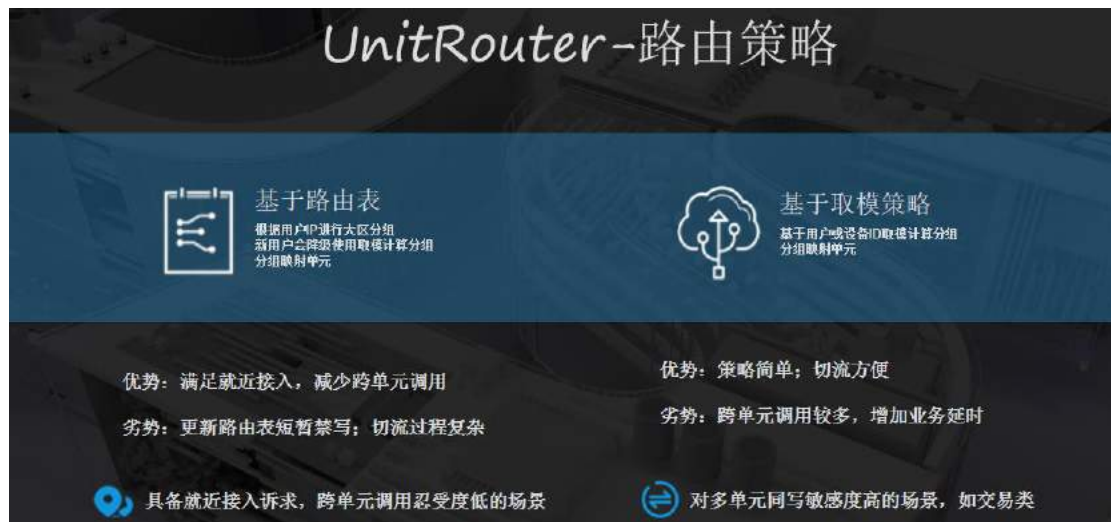 UnitRouter-路由策略
基于路由表
根据用户IP进行大区分组
新用户会降级使用取模计算分组
分组映射单元
优势：满足就近接入，减少跨单元调用
劣势：更新路由表短暂禁写；切流过程复杂
具备就近接入诉求，跨单元调用忍受度低的场景
基于取模策略
基于用户或设备ID取模计算分组
分组映射单元
优势：策略简单；切流方便
劣势：跨单元调用较多，增加业务延时
对多单元同写敏感度高的场景，如交易类